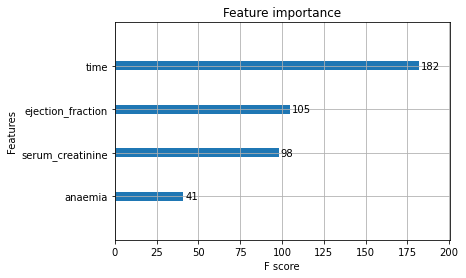 Feature importance
Features
time
182
ejection_fraction
105
serum_creatinine
98
anaemia
41
0 25 50 75 100 125 150 175 200
F score